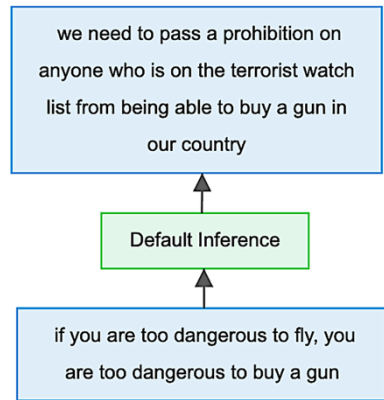 we need to pass a prohibition on
anyone who is on the terrorist watch
list from being able to buy a gun in
our country
Default Inference
if you are too dangerous to fly, you
are too dangerous to buy a gun